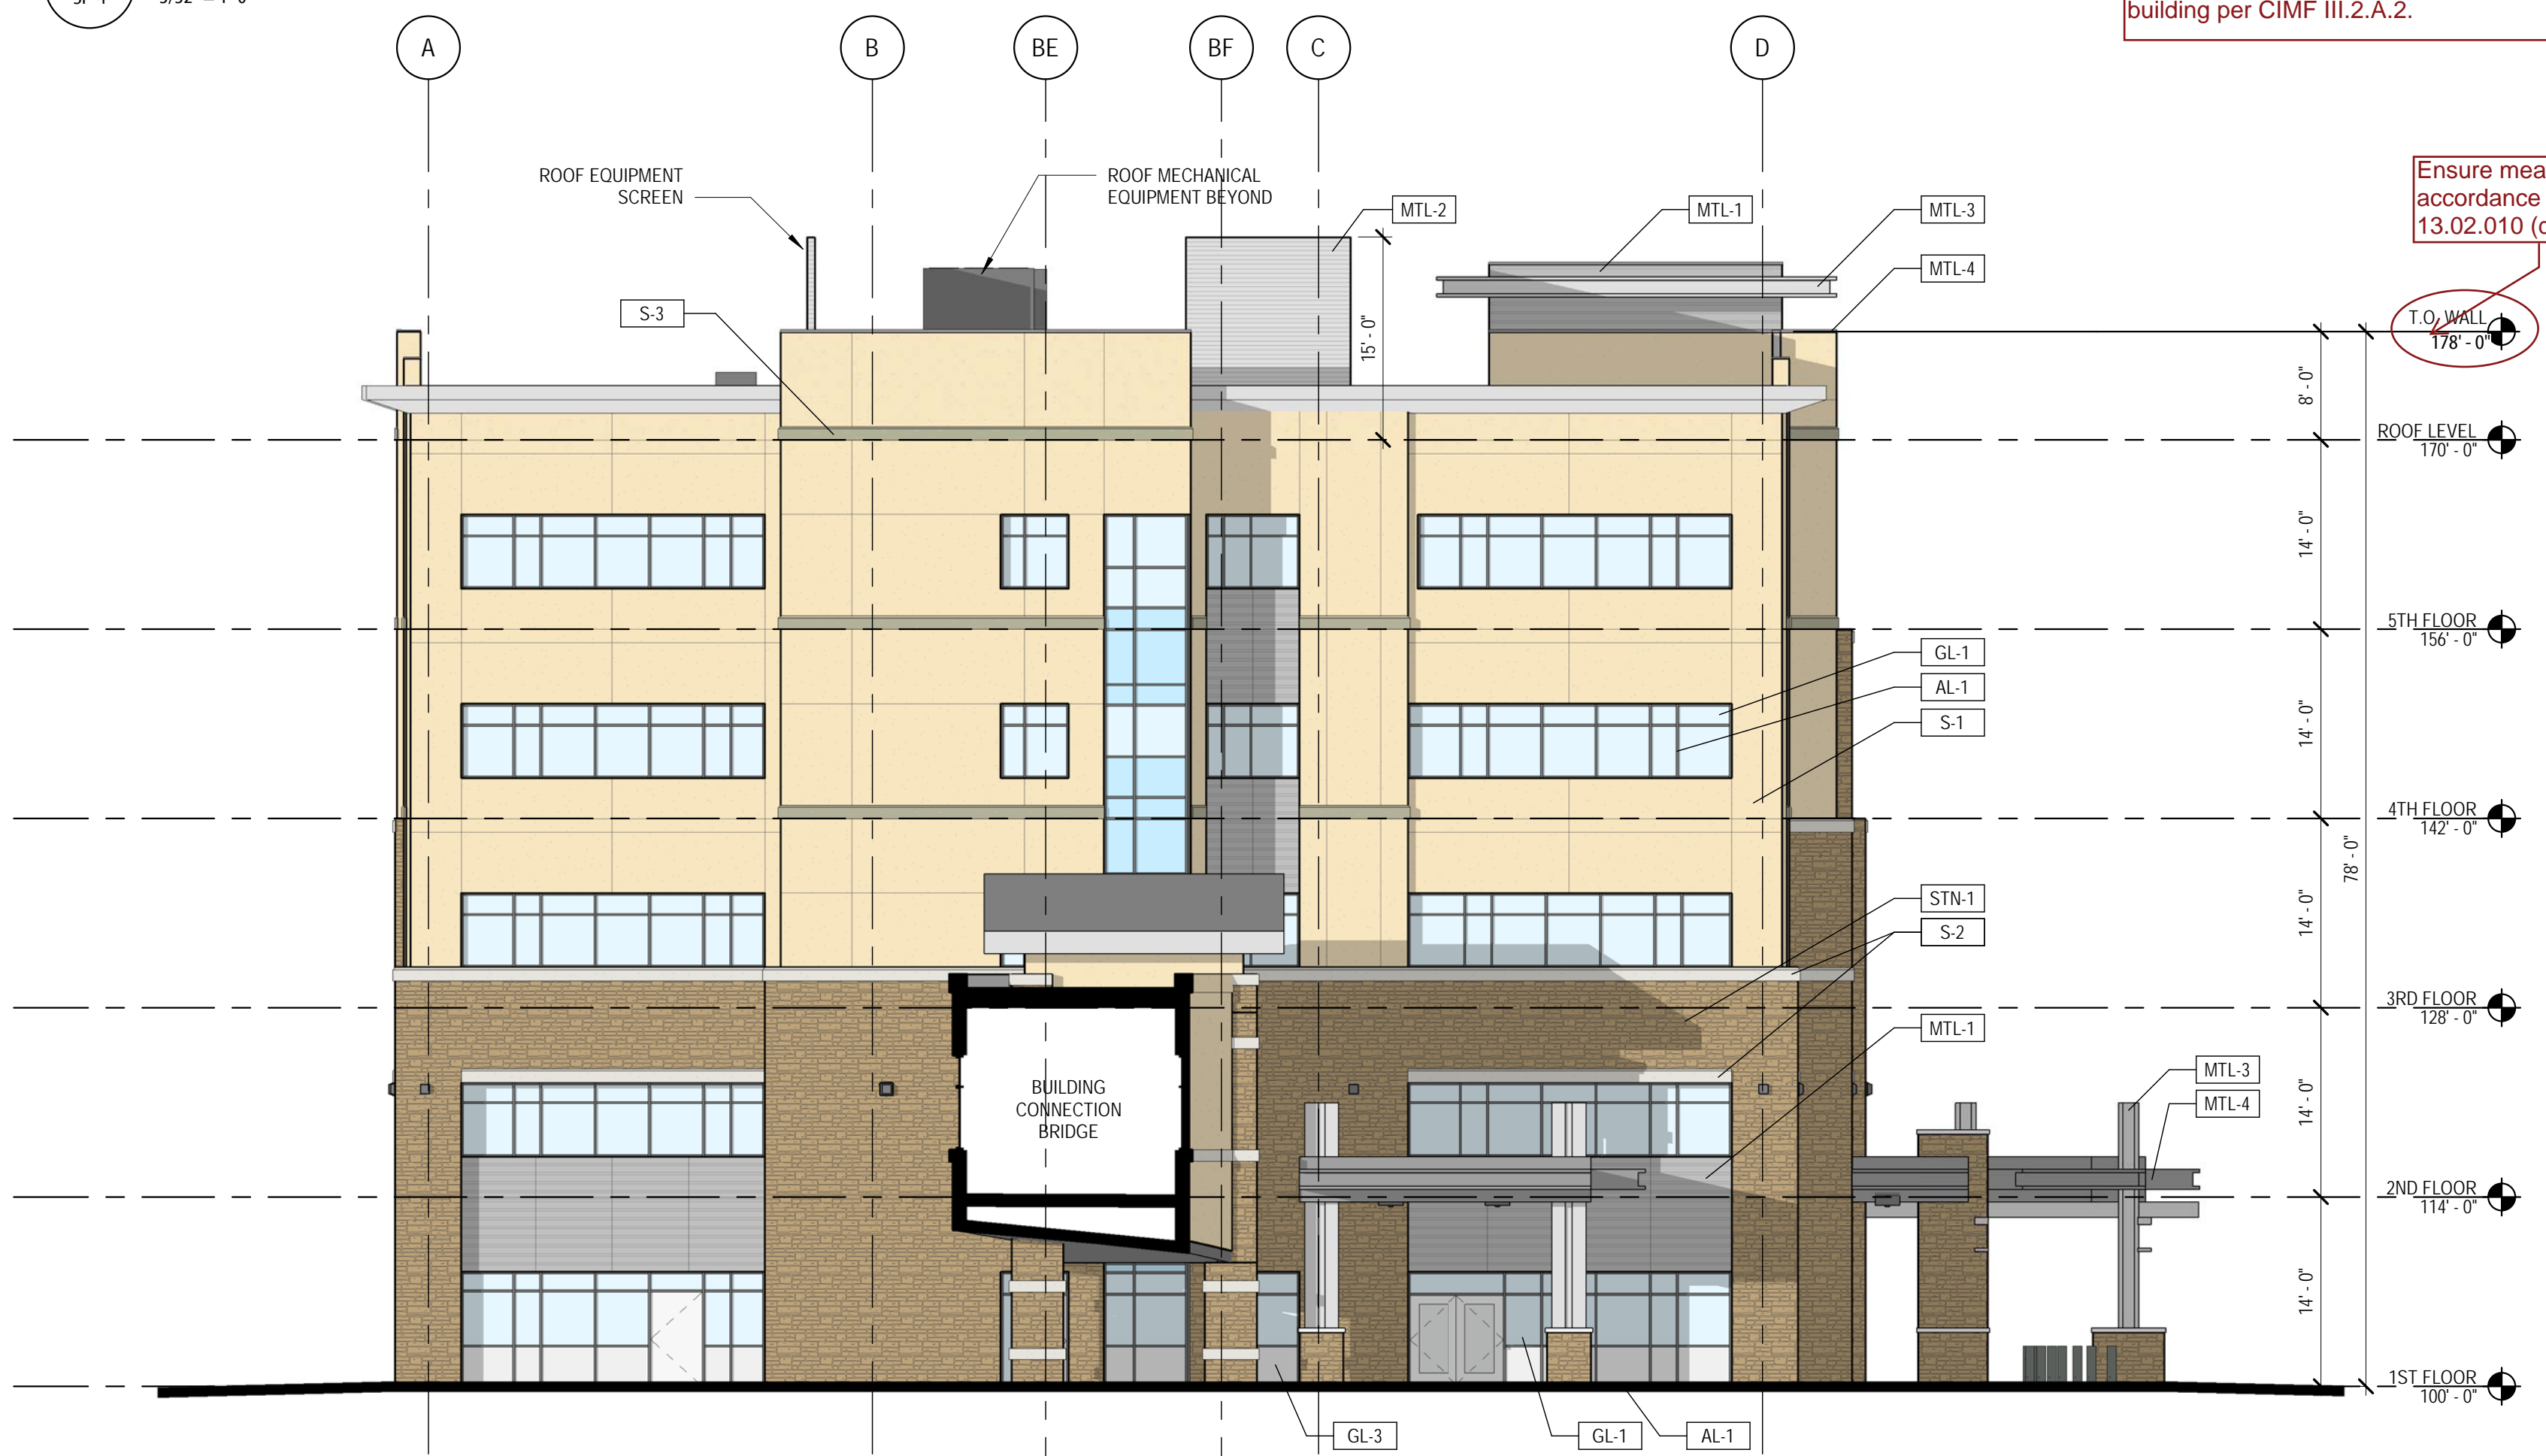 3/32" = 1'-0"
building per CIMF III.2.A.2.
A
B
BE
BF
C
D
ROOF EQUIPMENT
SCREEN
ROOF MECHANICAL
EQUIPMENT BEYOND
MTL-2
MTL-1
MTL-3
MTL-4
Ensure
accordance
13.02.010
S-3
15' - 0"
T.O. WALL
178' - 0"
8' - 0"
ROOF LEVEL
170' - 0"
14' - 0"
5TH FLOOR
156' - 0"
GL-1
AL-1
S-1
14' - 0"
4TH FLOOR
142' - 0"
78' - 0"
STN-1
S-2
14' - 0"
3RD FLOOR
128' - 0"
MTL-1
BUILDING
CONNECTION
BRIDGE
MTL-3
MTL-4
14' - 0"
2ND FLOOR
114' - 0"
14' - 0"
1ST FLOOR
100' - 0"
GL-3
GL-1
AL-1